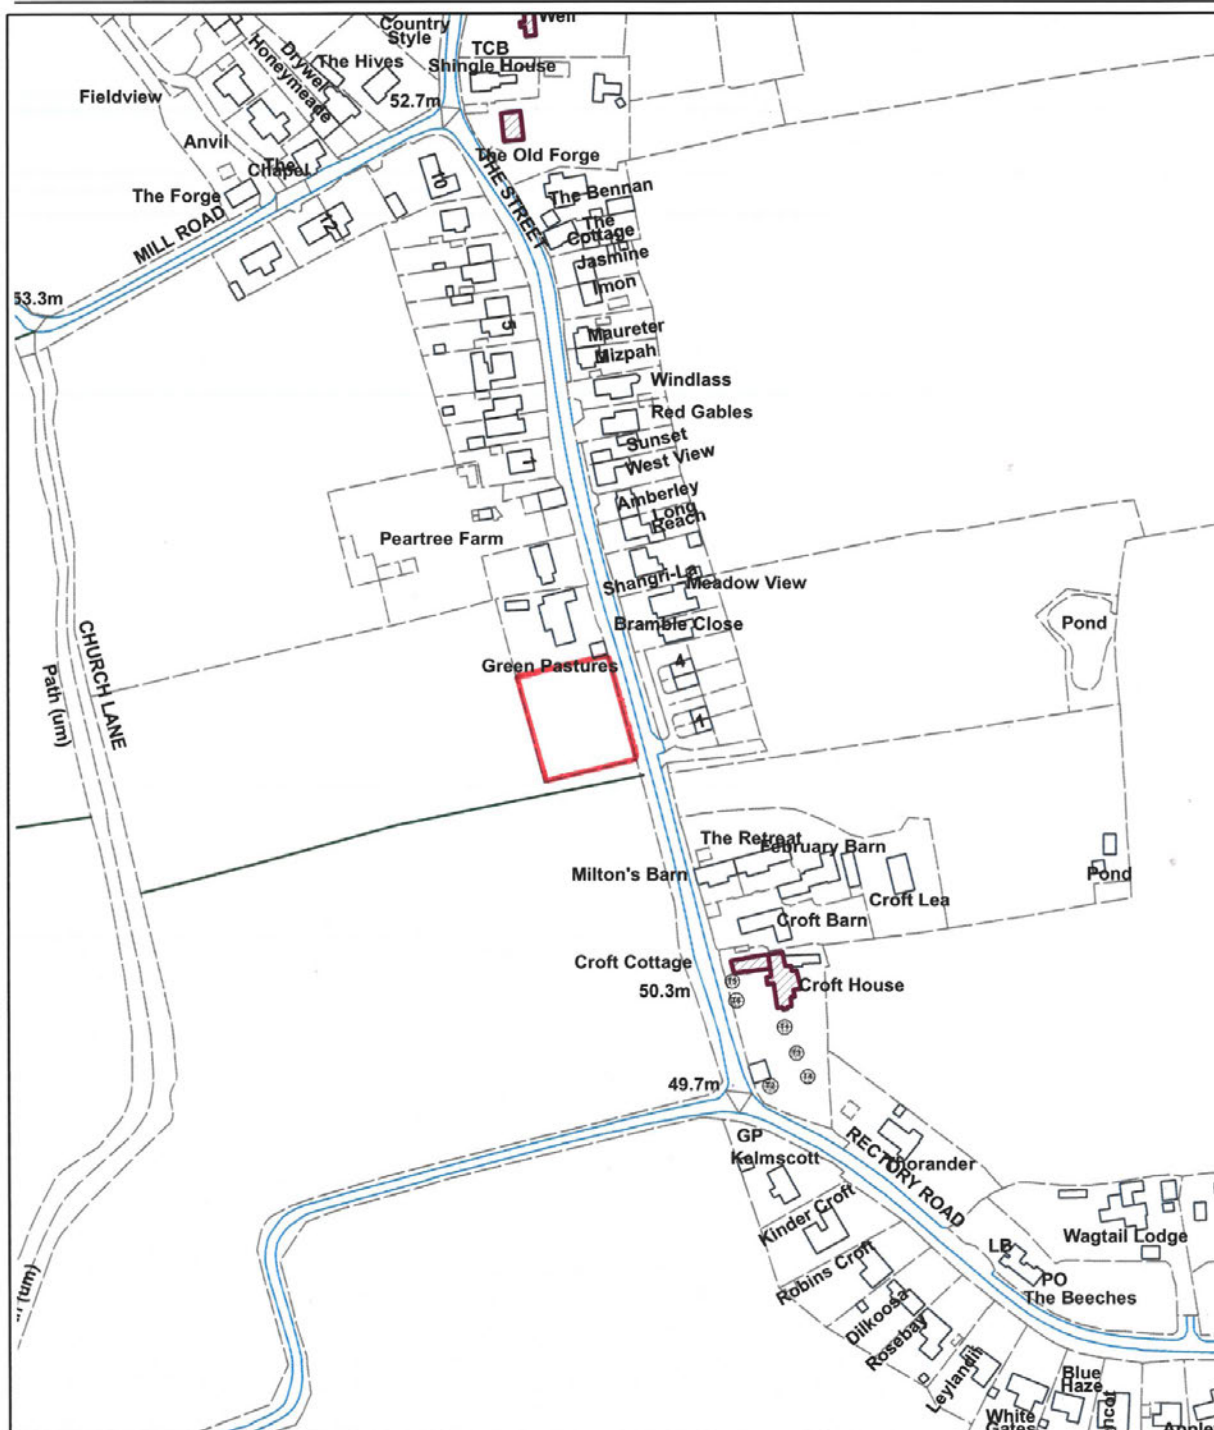 Well
Country
Style
TCB
Shingle House
The Hives
Drywell
Honeymeade
Fieldview
52.7m
Anvil
The
Chapel
The Forge
The Old Forge
THE STREET
10
12
MILL ROAD
The Bennan
The
Cottage
Jasmine
Imon
53.3m
5
Maureter
Mizpah
Windlass
Red Gables
Sunset
West View
1
Amberley
Long
Reach
Peartree Farm
Shangri-La
Meadow View
Bramble Close
Pond
CHURCH LANE
Path (um)
Green Pastures
4
1
The Retreat
February Barn
Milton's Barn
Croft Lea
Pond
Croft Barn
Croft Cottage
50.3m
Croft House
49.7m
GP
Kelmscott
RECTORY ROAD
Kinder Croft
Wagtail Lodge
LB
PO
The Beeches
Robins Croft
Dilkoosa
Rosebay
(um)
Leylandii
Blue
Haze
White
Gates